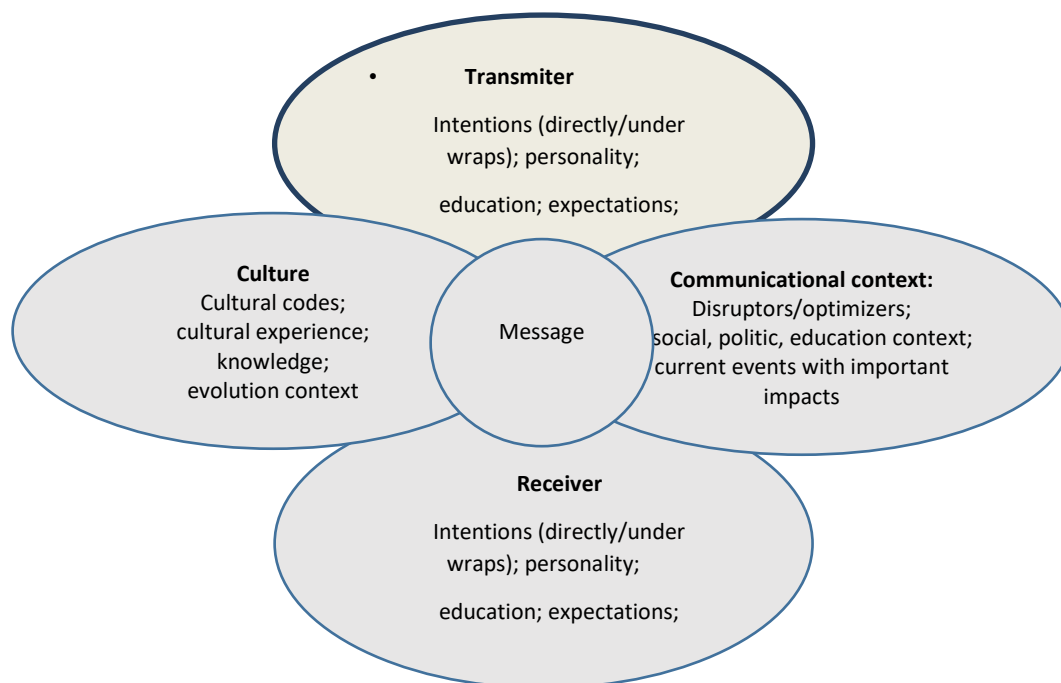 • Transmiter
Intentions (directly/under
wraps); personality;
education; expectations;
Culture
Cultural codes;
cultural experience;
knowledge;
evolution context
Message
Communicational context:
Disruptors/optimizers;
social, politic, education context;
current events with important
impacts
Receiver
Intentions (directly/under
wraps); personality;
education; expectations;